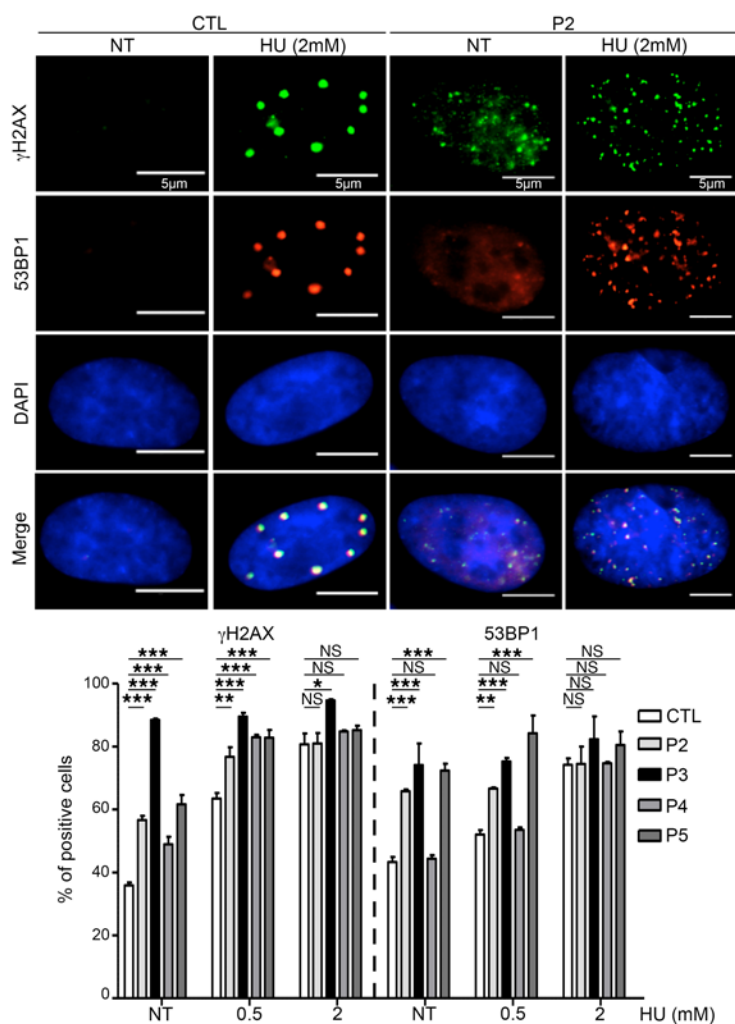 CTL P2
NT HU (2mM) NT HU (2mM)
γH2AX
5μm 5μm 5μm 5μm
53BP1
DAPI
Merge
γH2AX 53BP1
*** NS *** *** NS
*** *** NS NS NS NS
*** *** * *** *** NS
*** ** NS *** ** NS
% of positive cells
100
80
60
40
20
0
NT 0.5 2 NT 0.5 2 HU (mM)
CTL
P2
P3
P4
P5